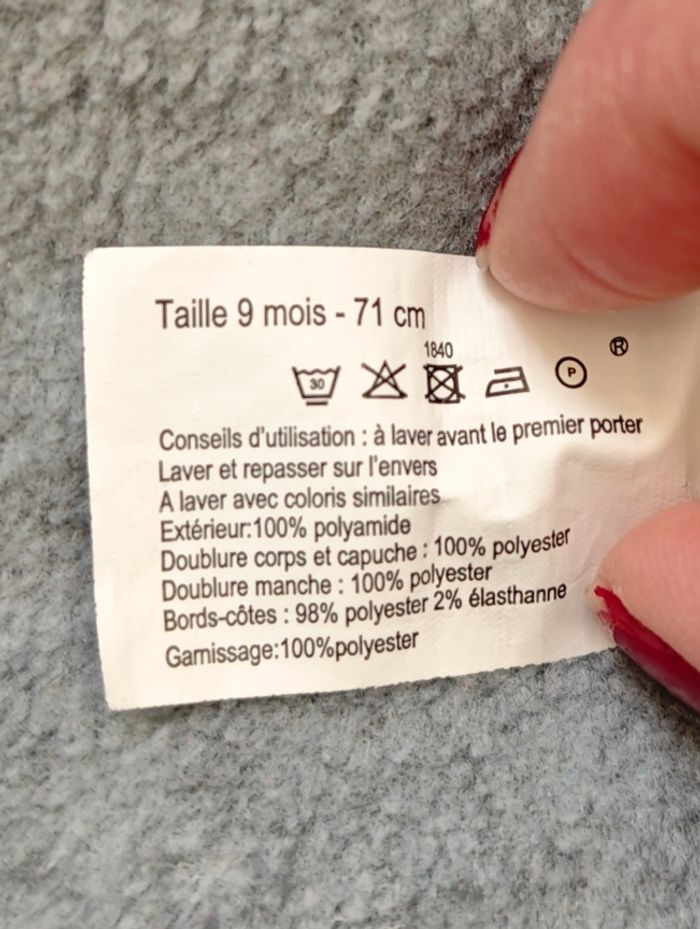 Taille 9 mois - 71 cm
1840
®
30
P
Conseils d'utilisation : à laver avant le premier porter
Laver et repasser sur l'envers
A laver avec coloris similaires
Extérieur:100% polyamide
Doublure corps et capuche : 100% polyester
Doublure manche : 100% polyester
Bords-côtes : 98% polyester 2% élasthanne
Garnissage:100%polyester